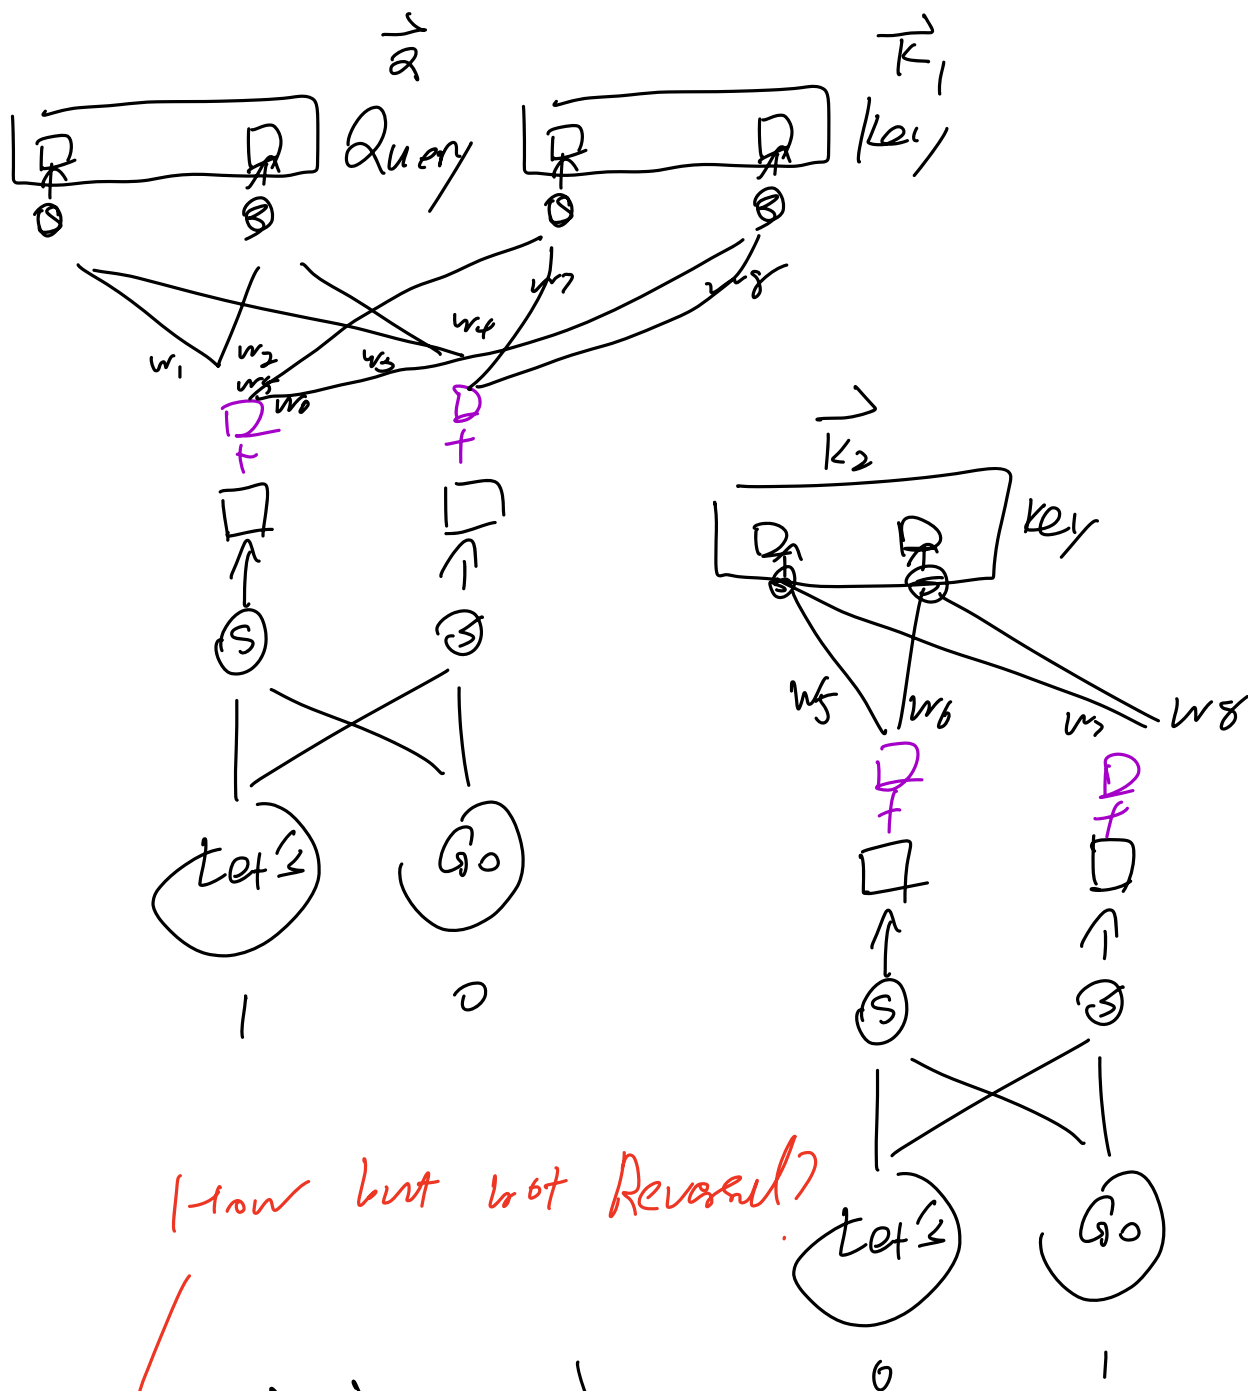 Q
K1
Query
Key
S S S S
w7 w8
w4
w1 w2 w3
w5 w6
D D
+ +
K2
Key
D D
S S
S S
w5 w6 w7 w8
D D
+ +
Let's Go
1 0
S S
How but not Reversed?
Let's Go
0 1